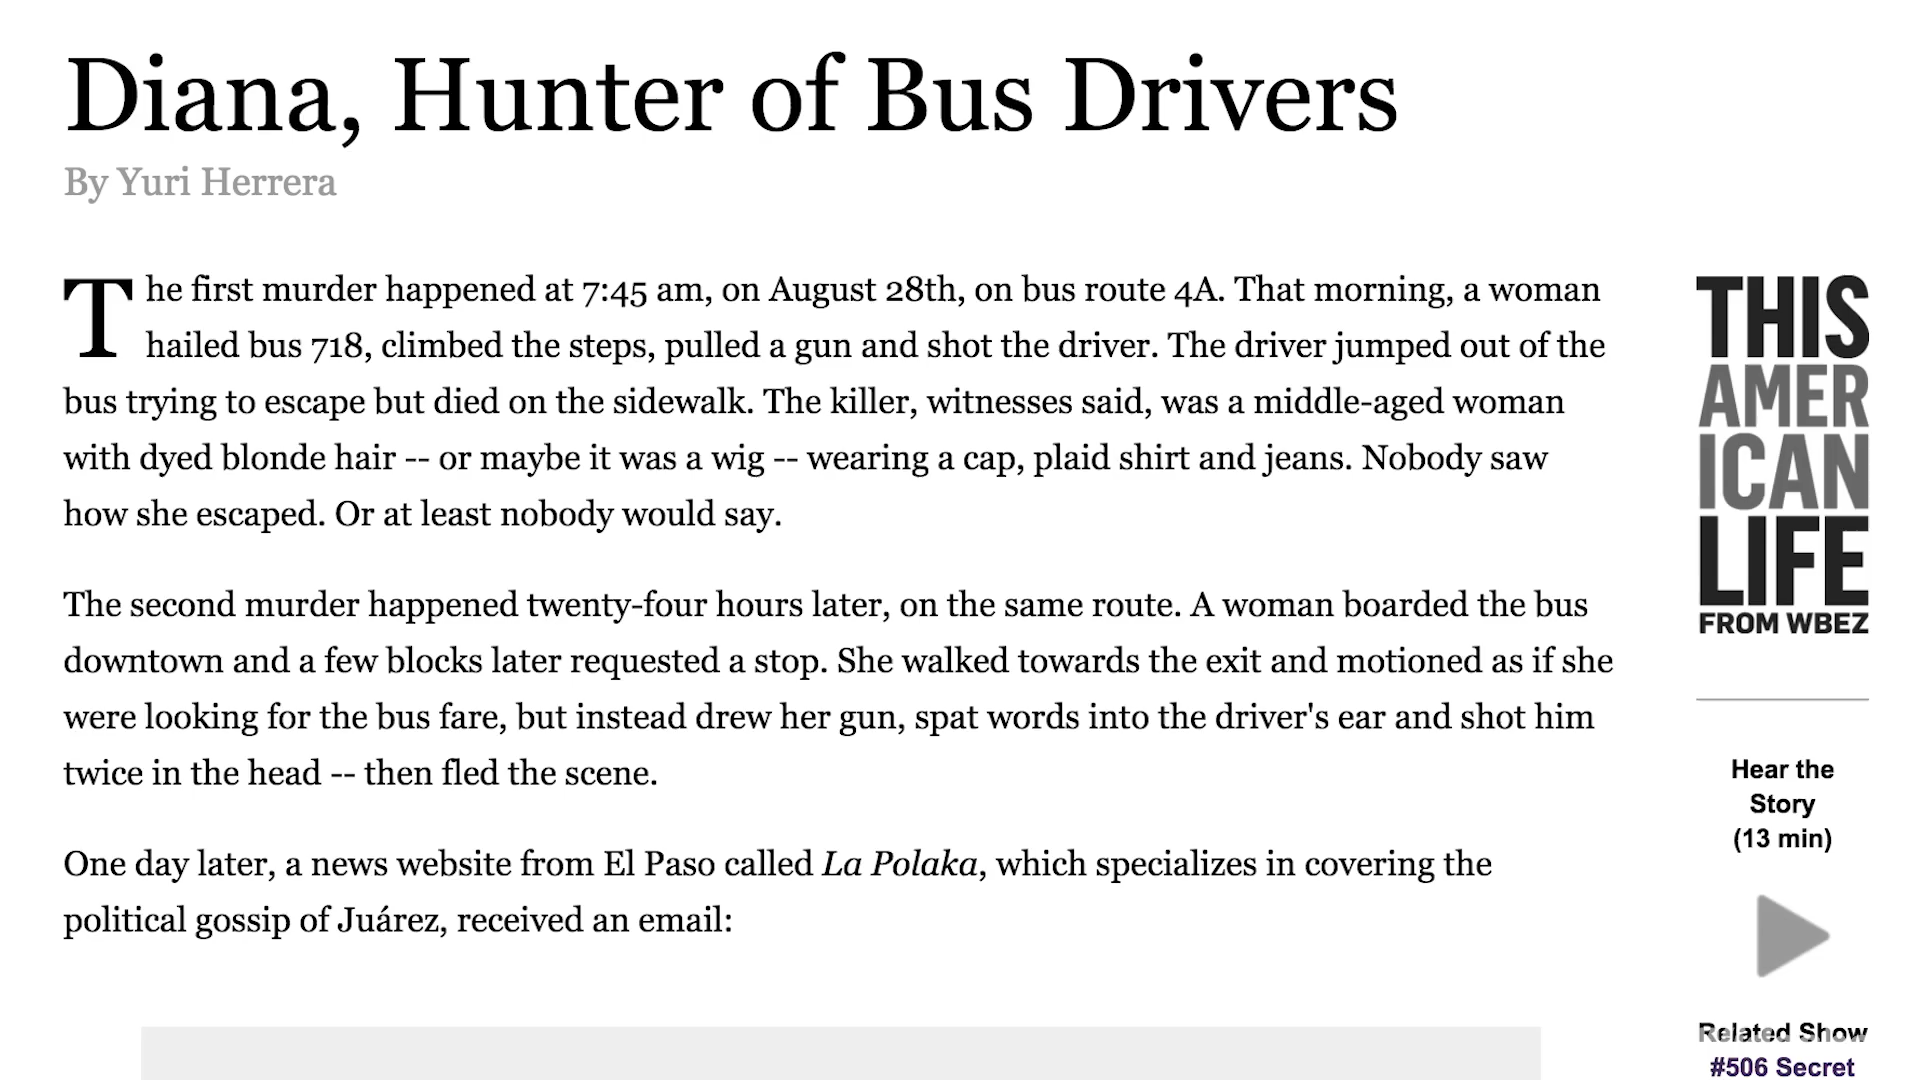 Diana, Hunter of Bus Drivers
By Yuri Herrera
The first murder happened at 7:45 am, on August 28th, on bus route 4A. That morning, a woman
hailed bus 718, climbed the steps, pulled a gun and shot the driver. The driver jumped out of the
bus trying to escape but died on the sidewalk. The killer, witnesses said, was a middle-aged woman
with dyed blonde hair -- or maybe it was a wig -- wearing a cap, plaid shirt and jeans. Nobody saw
how she escaped. Or at least nobody would say.
The second murder happened twenty-four hours later, on the same route. A woman boarded the bus
downtown and a few blocks later requested a stop. She walked towards the exit and motioned as if she
were looking for the bus fare, but instead drew her gun, spat words into the driver's ear and shot him
twice in the head -- then fled the scene.
One day later, a news website from El Paso called La Polaka, which specializes in covering the
political gossip of Juárez, received an email:
THIS
AMER
ICAN
LIFE
FROM WBEZ
Hear the
Story
(13 min)
Related Show
#506 Secret